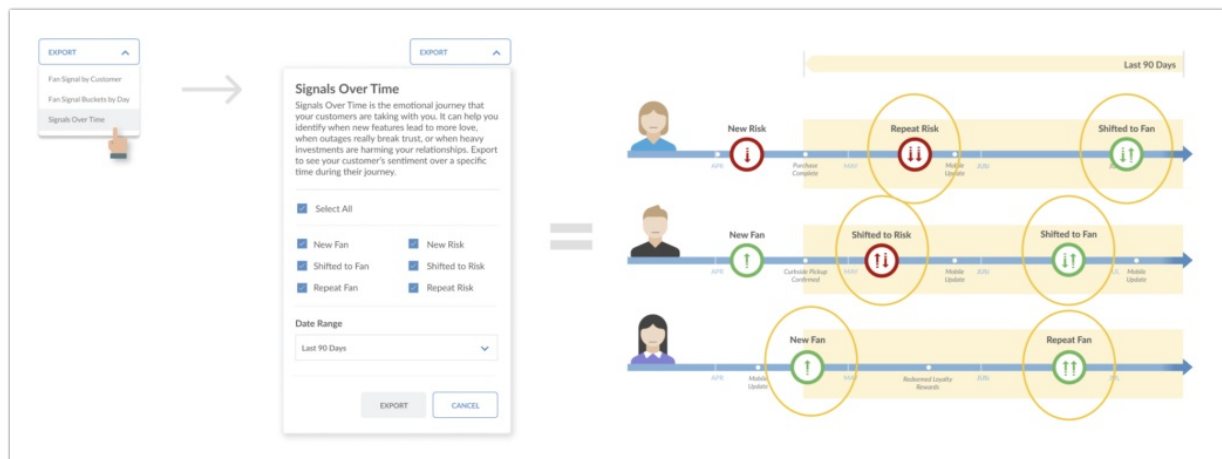 EXPORT
Fan Signal by Customer
Fan Signal Buckets by Day
Signals Over Time
EXPORT
Signals Over Time
Signals Over Time is the emotional journey that
your customers are taking with you. It can help you
identify when new features lead to more love,
when outages really break trust, or when heavy
investments are harming your relationships. Export
to see your customer's sentiment over a specific
time during their journey.
Select All
New Fan
New Risk
Shifted to Fan
Shifted to Risk
Repeat Fan
Repeat Risk
Date Range
Last 90 Days
EXPORT
CANCEL
Last 90 Days
New Risk
Repeat Risk
Shifted to Fan
APR
Purchase
Complete
MAY
Mobile
Update
JUN
New Fan
Shifted to Risk
Shifted to Fan
APR
Curbside Pickup
Confirmed
MAY
Mobile
Update
JUN
JUL
Mobile
Update
New Fan
Repeat Fan
APR
Mobile
Update
MAY
Redeemed Loyalty
Rewards
JUN
JUL